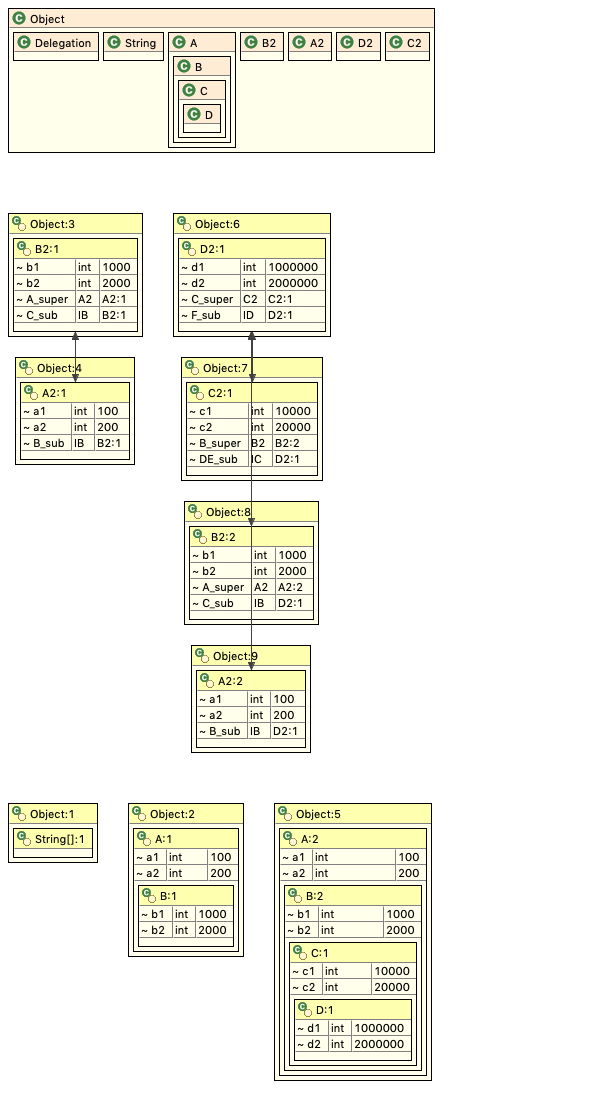 Object
Delegation String A B2 A2 D2 C2
B
C
D
Object:3
B2:1
~ b1 int 1000
~ b2 int 2000
~ A_super A2 A2:1
~ C_sub IB B2:1
Object:4
A2:1
~ a1 int 100
~ a2 int 200
~ B_sub IB B2:1
Object:6
D2:1
~ d1 int 1000000
~ d2 int 2000000
~ C_super C2 C2:1
~ F_sub ID D2:1
Object:7
C2:1
~ c1 int 10000
~ c2 int 20000
~ B_super B2 B2:2
~ DE_sub IC D2:1
Object:8
B2:2
~ b1 int 1000
~ b2 int 2000
~ A_super A2 A2:2
~ C_sub IB D2:1
Object:9
A2:2
~ a1 int 100
~ a2 int 200
~ B_sub IB D2:1
Object:1
String[]:1
Object:2
A:1
~ a1 int 100
~ a2 int 200
B:1
~ b1 int 1000
~ b2 int 2000
Object:5
A:2
~ a1 int 100
~ a2 int 200
B:2
~ b1 int 1000
~ b2 int 2000
C:1
~ c1 int 10000
~ c2 int 20000
D:1
~ d1 int 1000000
~ d2 int 2000000